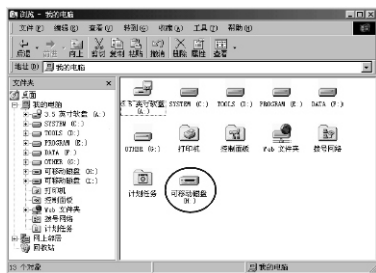 浏览 - 我的电脑
文件(F) 编辑(E) 查看(V) 转到(G) 收藏(A) 工具(T) 帮助(H)
后退 前进 向上 剪切 复制 粘贴 撤消 删除 属性 查看
地址(D) 我的电脑
文件夹
桌面
我的电脑
3.5 英寸软盘 (A:)
SYSTEM (C:)
TOOLS (D:)
PROGRAM (E:)
DATA (F:)
OTHER (G:)
可移动磁盘 (H:)
可移动磁盘 (I:)
打印机
控制面板
Web 文件夹
拨号网络
计划任务
网上邻居
回收站
3.5 英寸软盘 (A:) SYSTEM (C:) TOOLS (D:) PROGRAM (E:) DATA (F:)
OTHER (G:) 打印机 控制面板 Web 文件夹 拨号网络
计划任务 可移动磁盘 (H:)
13 个对象 我的电脑